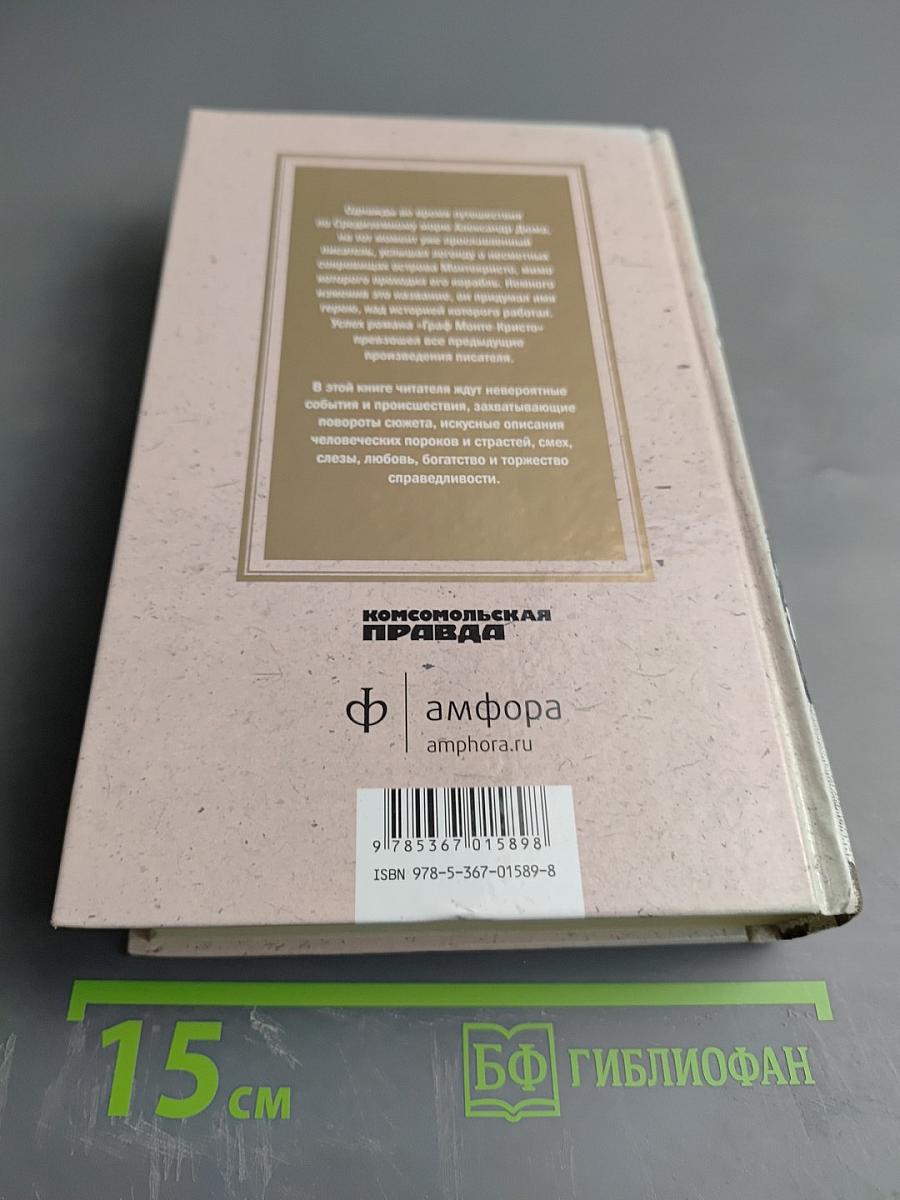 Однажды во время путешествия
по Средиземному морю Александр Дюма,
на тот момент уже прославленный
писатель, услышал легенду о несметных
сокровищах острова Монтекристо, мимо
которого проходил его корабль. Немного
изменив это название, он придумал имя
герою, над историей которого работал.
Успех романа «Граф Монте-Кристо»
превзошел все предыдущие
произведения писателя.
В этой книге читателя ждут невероятные
события и происшествия, захватывающие
повороты сюжета, искусные описания
человеческих пороков и страстей, смех,
слезы, любовь, богатство и торжество
справедливости.
КОМСОМОЛЬСКАЯ
ПРАВДА
амфора
amphora.ru
9 785367 015898
ISBN 978-5-367-01589-8
15 см
БФ ГИБЛИОФАН